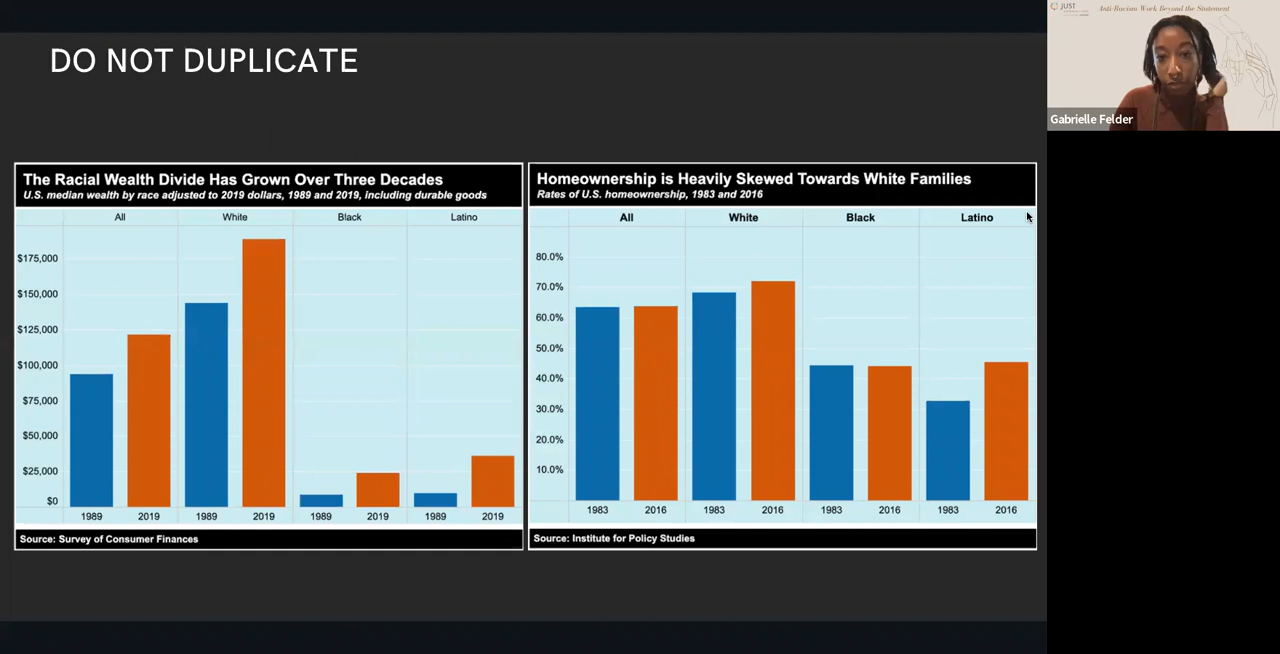 DO NOT DUPLICATE
The Racial Wealth Divide Has Grown Over Three Decades
U.S. median wealth by race adjusted to 2019 dollars, 1989 and 2019, including durable goods
All White Black Latino
$175,000
$150,000
$125,000
$100,000
$75,000
$50,000
$25,000
$0
1989 2019 1989 2019 1989 2019 1989 2019
Source: Survey of Consumer Finances
Homeownership is Heavily Skewed Towards White Families
Rates of U.S. homeownership, 1983 and 2016
All White Black Latino
80.0%
70.0%
60.0%
50.0%
40.0%
30.0%
20.0%
10.0%
1983 2016 1983 2016 1983 2016 1983 2016
Source: Institute for Policy Studies
JUST
Anti-Racism Work Beyond the Statement
Gabrielle Felder